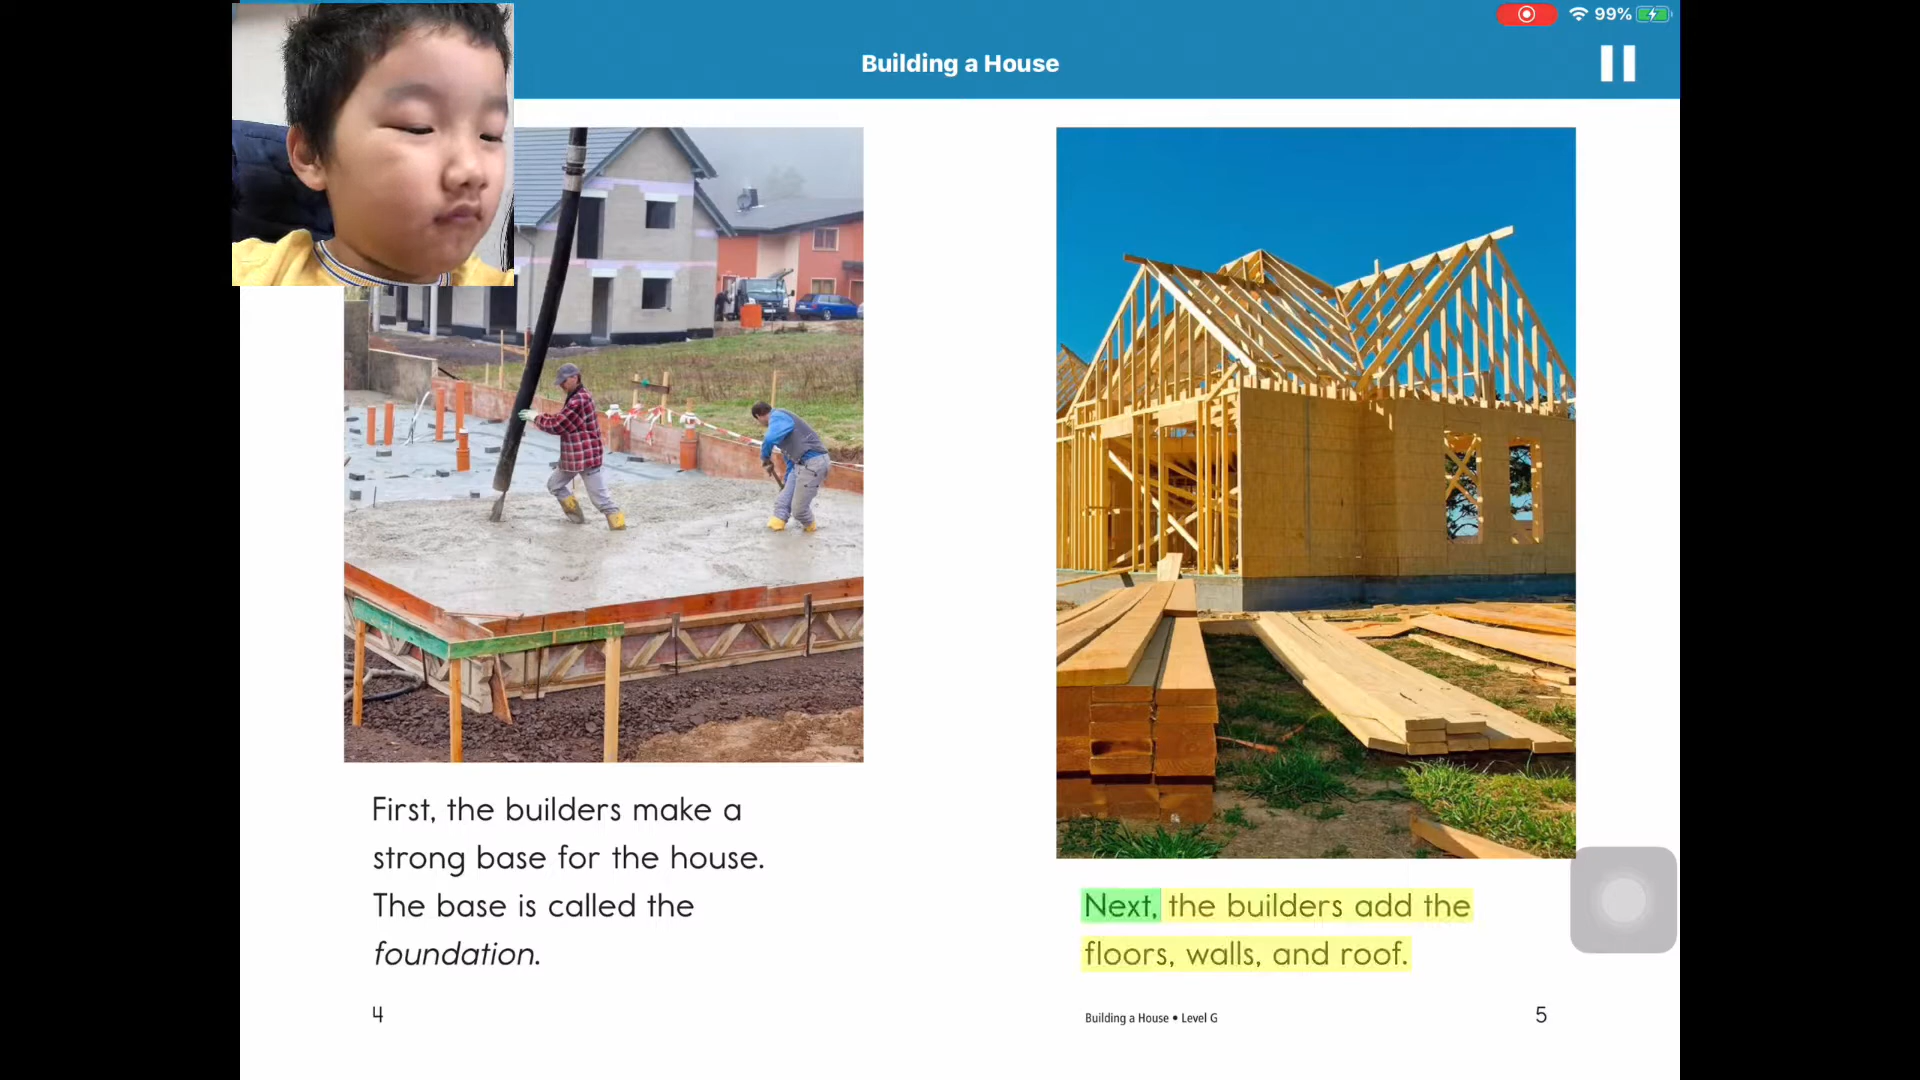 99%
Building a House
First, the builders make a
strong base for the house.
The base is called the
foundation.
4
Next, the builders add the
floors, walls, and roof.
Building a House • Level G
5